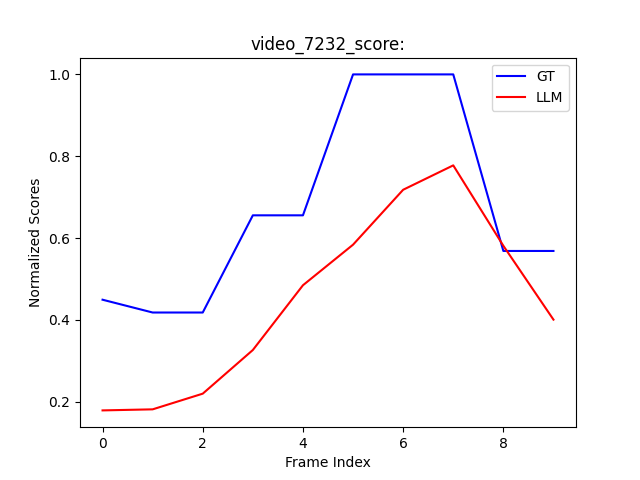 video_7232_score:
GT
LLM
Normalized Scores
1.0
0.8
0.6
0.4
0.2
0 2 4 6 8
Frame Index